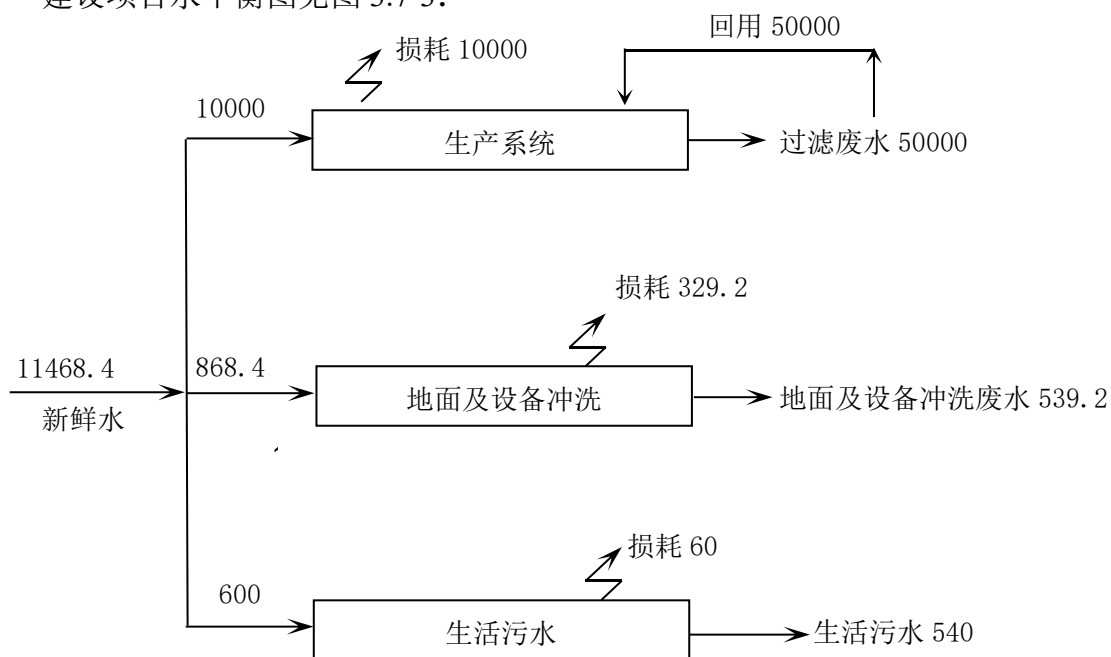 建设项目水平衡图见图 3.7-3:
回用 50000
损耗 10000
10000
生产系统
过滤废水 50000
损耗 329.2
11468.4
868.4
地面及设备冲洗
地面及设备冲洗废水 539.2
新鲜水
损耗 60
600
生活污水
生活污水 540